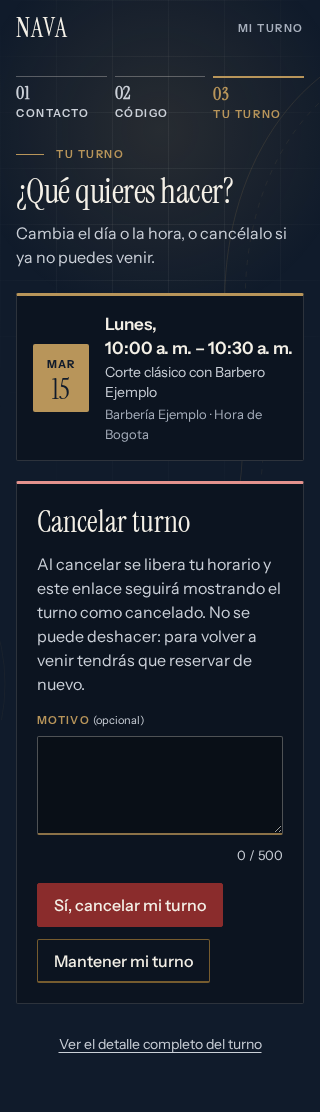 NAVA
MI TURNO
01
CONTACTO
02
CÓDIGO
03
TU TURNO
TU TURNO
¿Qué quieres hacer?
Cambia el día o la hora, o cancélalo si
ya no puedes venir.
MAR
15
Lunes,
10:00 a. m. – 10:30 a. m.
Corte clásico con Barbero
Ejemplo
Barbería Ejemplo · Hora de
Bogota
Cancelar turno
Al cancelar se libera tu horario y
este enlace seguirá mostrando el
turno como cancelado. No se
puede deshacer: para volver a
venir tendrás que reservar de
nuevo.
MOTIVO (opcional)
0 / 500
Sí, cancelar mi turno
Mantener mi turno
Ver el detalle completo del turno